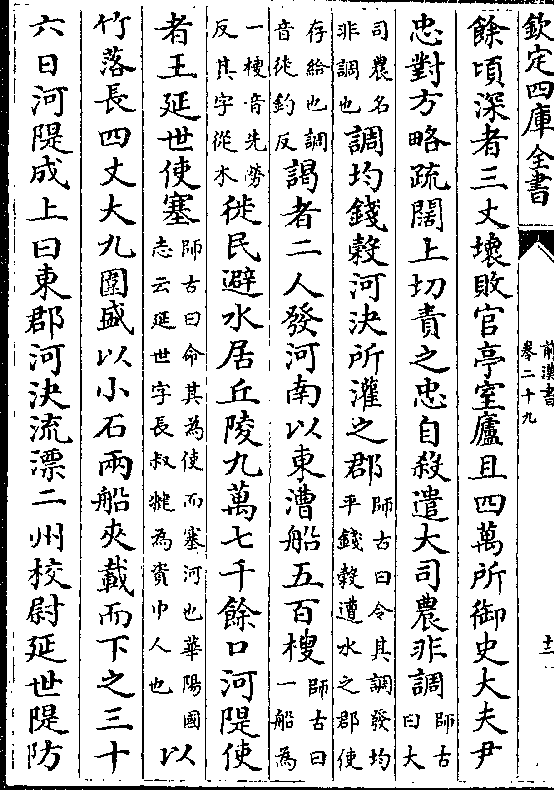 欽定四庫全書
前漢書
卷二十九
十二
餘頃深者三丈壞敗官亭室廬且四萬所御史大夫尹
忠對方略疏闊上切責之忠自殺遣大司農非調師古曰大
司農名非調也調均錢穀河決所灌之郡師古曰令其調發均平錢穀遭水之郡使
存給也調音徒釣反謁者二人發河南以東漕船五百㮴師古曰一船為
一㮴音先勞反其字從水徙民避水居丘陵九萬七千餘口河隄使
者王延世使塞師古曰命其為使而塞河也華陽國志云延世字長叔犍為資中人也以
竹落長四丈大九圍盛以小石兩船夾載而下之三十
六日河隄成上曰東郡河決流漂二州校尉延世隄防